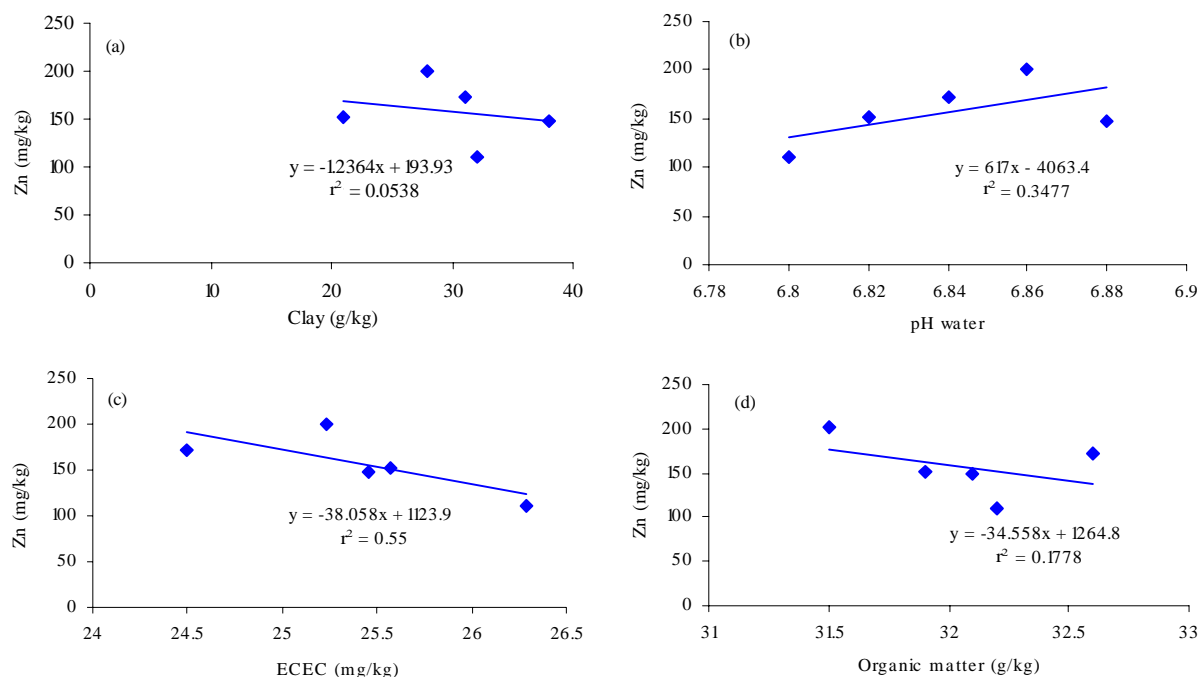 (a)
Zn (mg/kg)
250
200
150
100
50
0
y = -1.2364x + 193.93
r² = 0.0538
0 10 20 30 40
Clay (g/kg)
(b)
Zn (mg/kg)
250
200
150
100
50
0
y = 617x - 4063.4
r² = 0.3477
6.78 6.8 6.82 6.84 6.86 6.88 6.9
pH water
(c)
Zn (mg/kg)
250
200
150
100
50
0
y = -38.058x + 1123.9
r² = 0.55
24 24.5 25 25.5 26 26.5
ECEC (mg/kg)
(d)
Zn (mg/kg)
250
200
150
100
50
0
y = -34.558x + 1264.8
r² = 0.1778
31 31.5 32 32.5 33
Organic matter (g/kg)